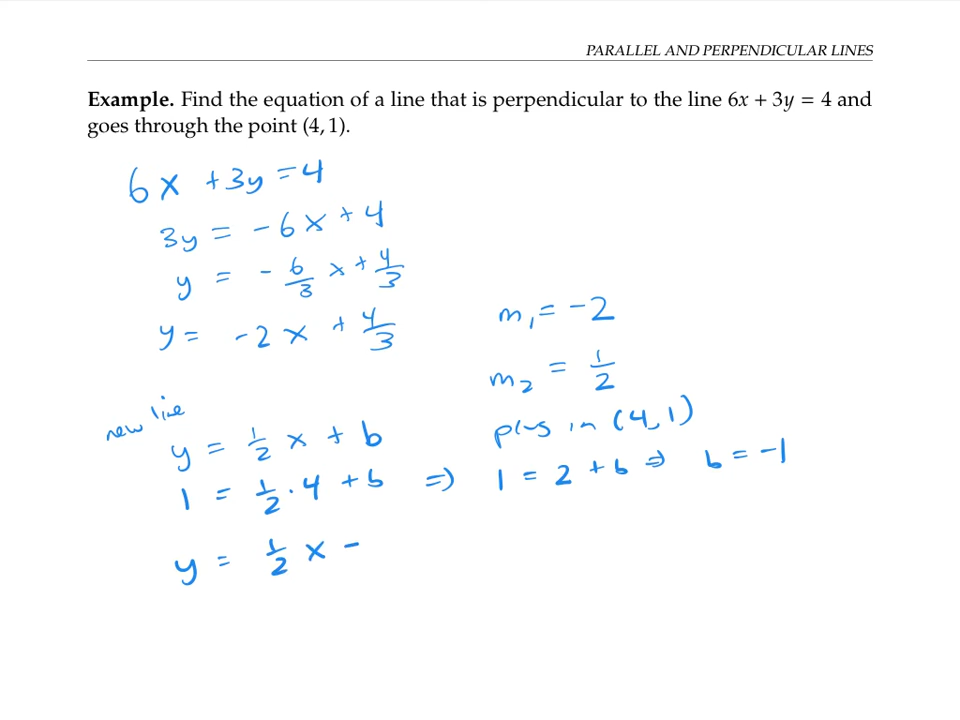 PARALLEL AND PERPENDICULAR LINES
Example. Find the equation of a line that is perpendicular to the line 6x + 3y = 4 and
goes through the point (4, 1).
6x + 3y = 4
3y = -6x + 4
y = -6/3 x + 4/3
y = -2x + 4/3
m₁ = -2
m₂ = 1/2
new line
y = 1/2 x + b
plug in (4,1)
1 = 1/2 · 4 + b ⇒ 1 = 2 + b ⇒ b = -1
y = 1/2 x -